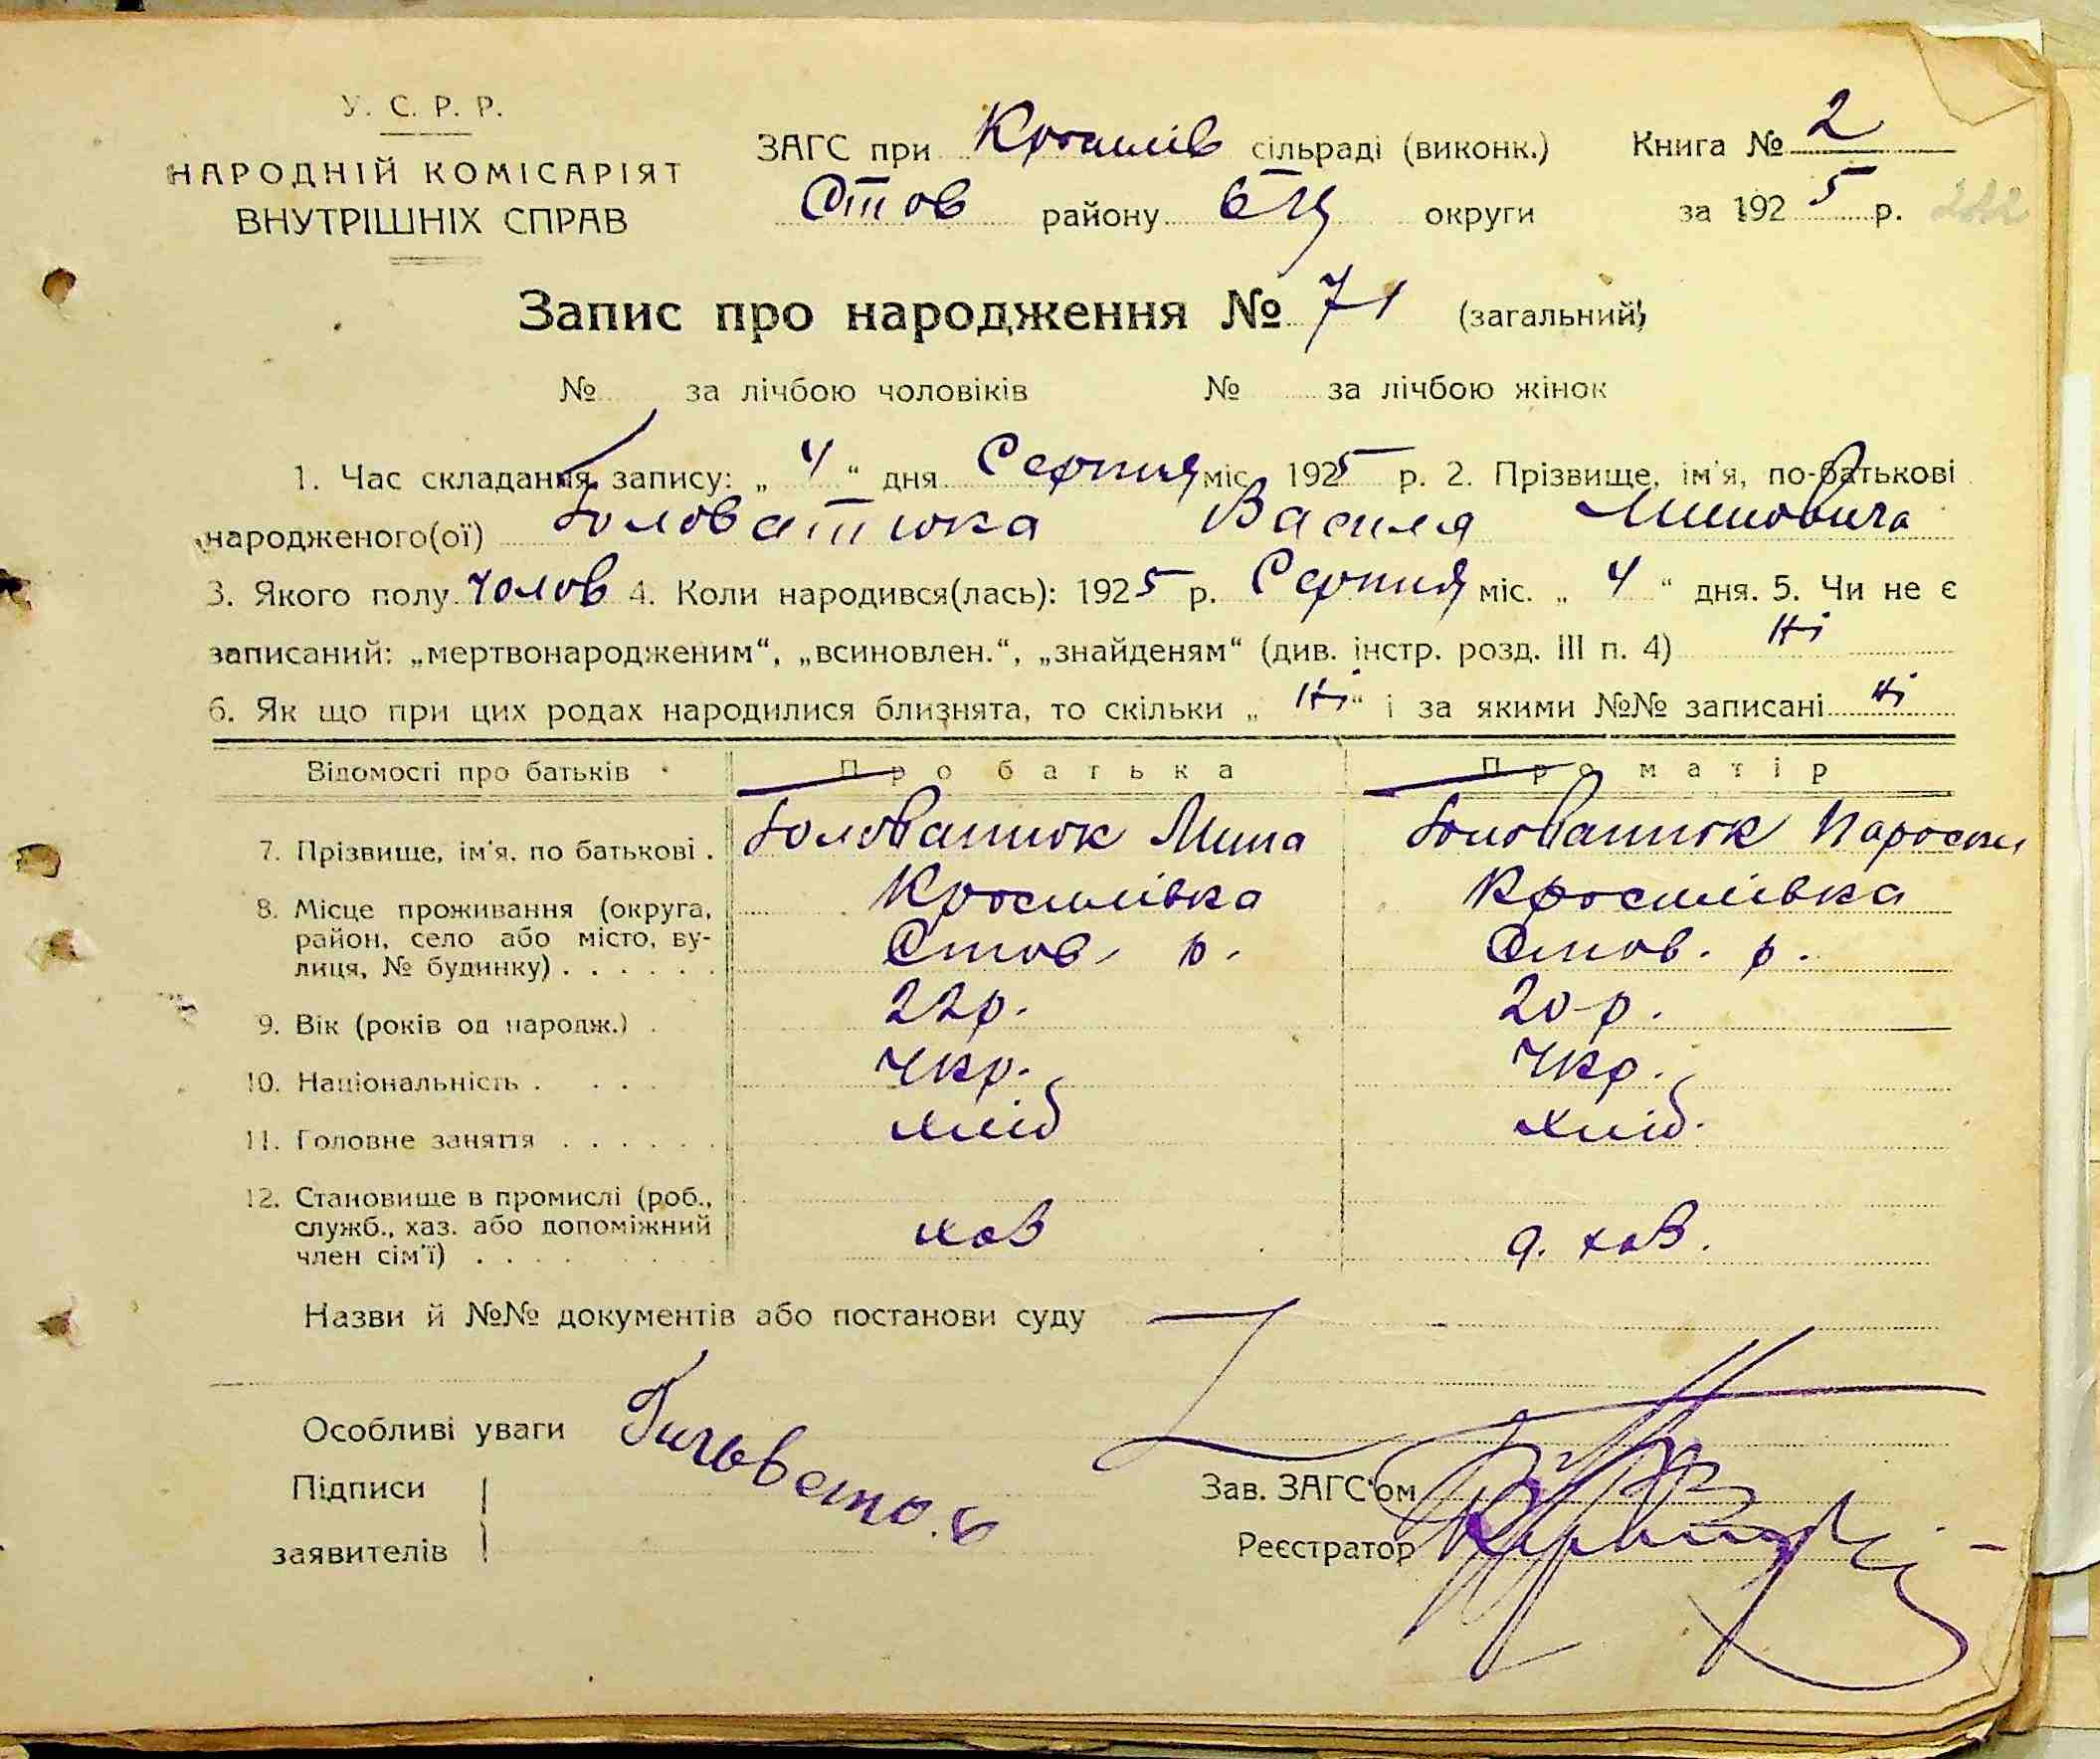 У. С. Р. Р.
НАРОДНІЙ КОМІСАРІЯТ
ВНУТРІШНІХ СПРАВ
ЗАГС при сільраді (виконк.) Книга № 2
району БЦ округи за 1925 р. 222
Запис про народження № 71 (загальний)
№ за лічбою чоловіків № за лічбою жінок
1. Час складання запису: „ 4 “ дня Серпня міс. 1925 р. 2. Прізвище, ім'я, по-батькові
народженого(ої) Головатюка Василя Миновича
3. Якого полу чолов 4. Коли народився(лась): 1925 р. Серпня міс. „ 4 “ дня. 5. Чи не є
записаний: „мертвонародженим“, „всиновлен.“, „знайденям“ (див. інстр. розд. III п. 4) Ні
6. Як що при цих родах народилися близнята, то скільки „ Ні “ і за якими №№ записані Ні
Відомості про батьків Про батька Про матір
7. Прізвище, ім'я, по батькові . Головатюк Мина Головатюк
8. Місце проживання (округа,
район, село або місто, ву-
лиця, № будинку) . . . . . .
р. р.
9. Вік (років од народж.) . 22 р. 20 р.
10. Національність . . . . Укр. Укр.
11. Головне заняття . . . . . . хліб хліб.
12. Становище в промислі (роб.,
служб., хаз. або допоміжний
член сім'ї) . . . .
хаз д. хаз.
Назви й №№ документів або постанови суду
Особливі уваги
Підписи
заявителів
Зав. ЗАГС'ом
Реєстратор